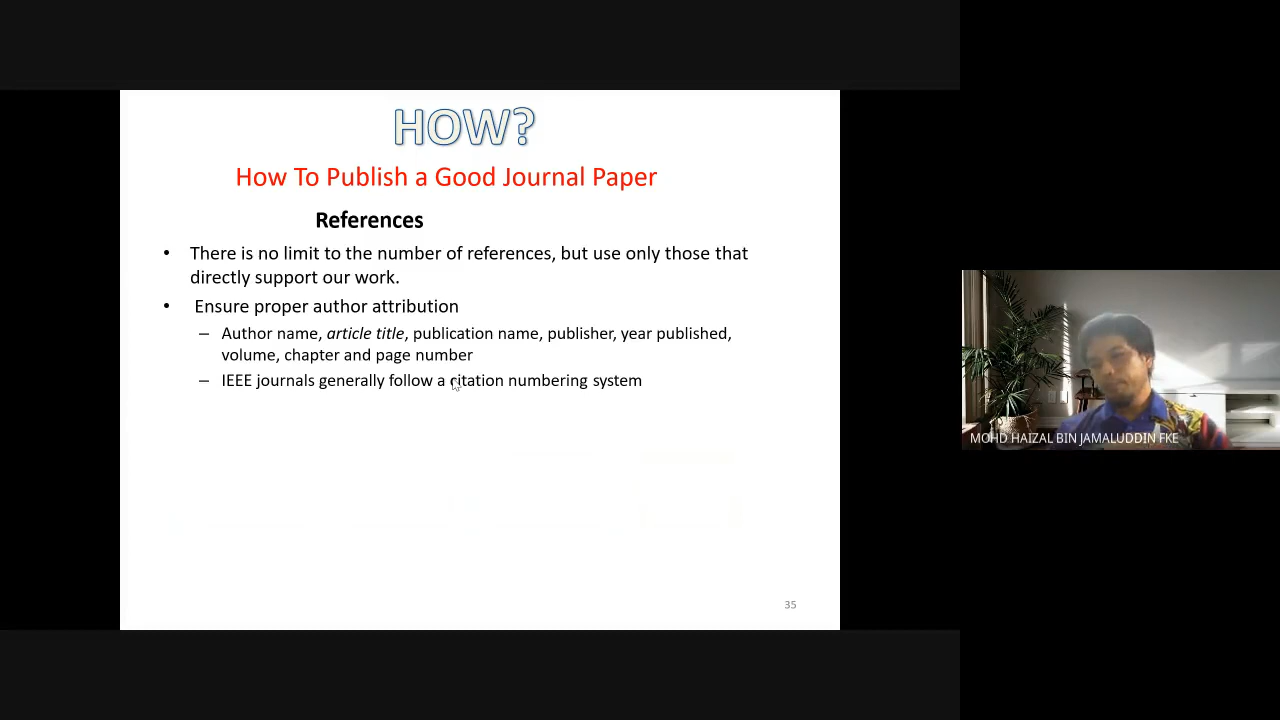 HOW?
How To Publish a Good Journal Paper
References
• There is no limit to the number of references, but use only those that
directly support our work.
• Ensure proper author attribution
– Author name, article title, publication name, publisher, year published,
volume, chapter and page number
– IEEE journals generally follow a citation numbering system
35
MOHD HAIZAL BIN JAMALUDDIN FKE